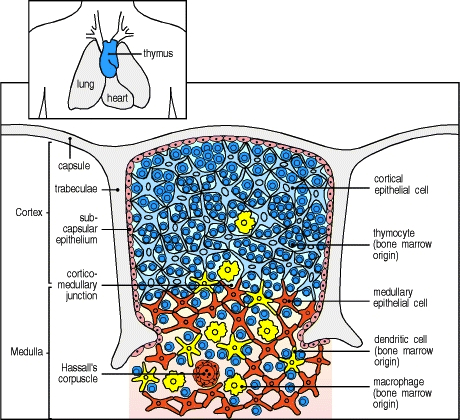 thymus
lung
heart
capsule
trabeculae
Cortex
sub-
capsular
epithelium
cortico-
medullary
junction
Medulla
Hassall's
corpuscle
cortical
epithelial cell
thymocyte
(bone marrow
origin)
medullary
epithelial cell
dendritic cell
(bone marrow
origin)
macrophage
(bone marrow
origin)